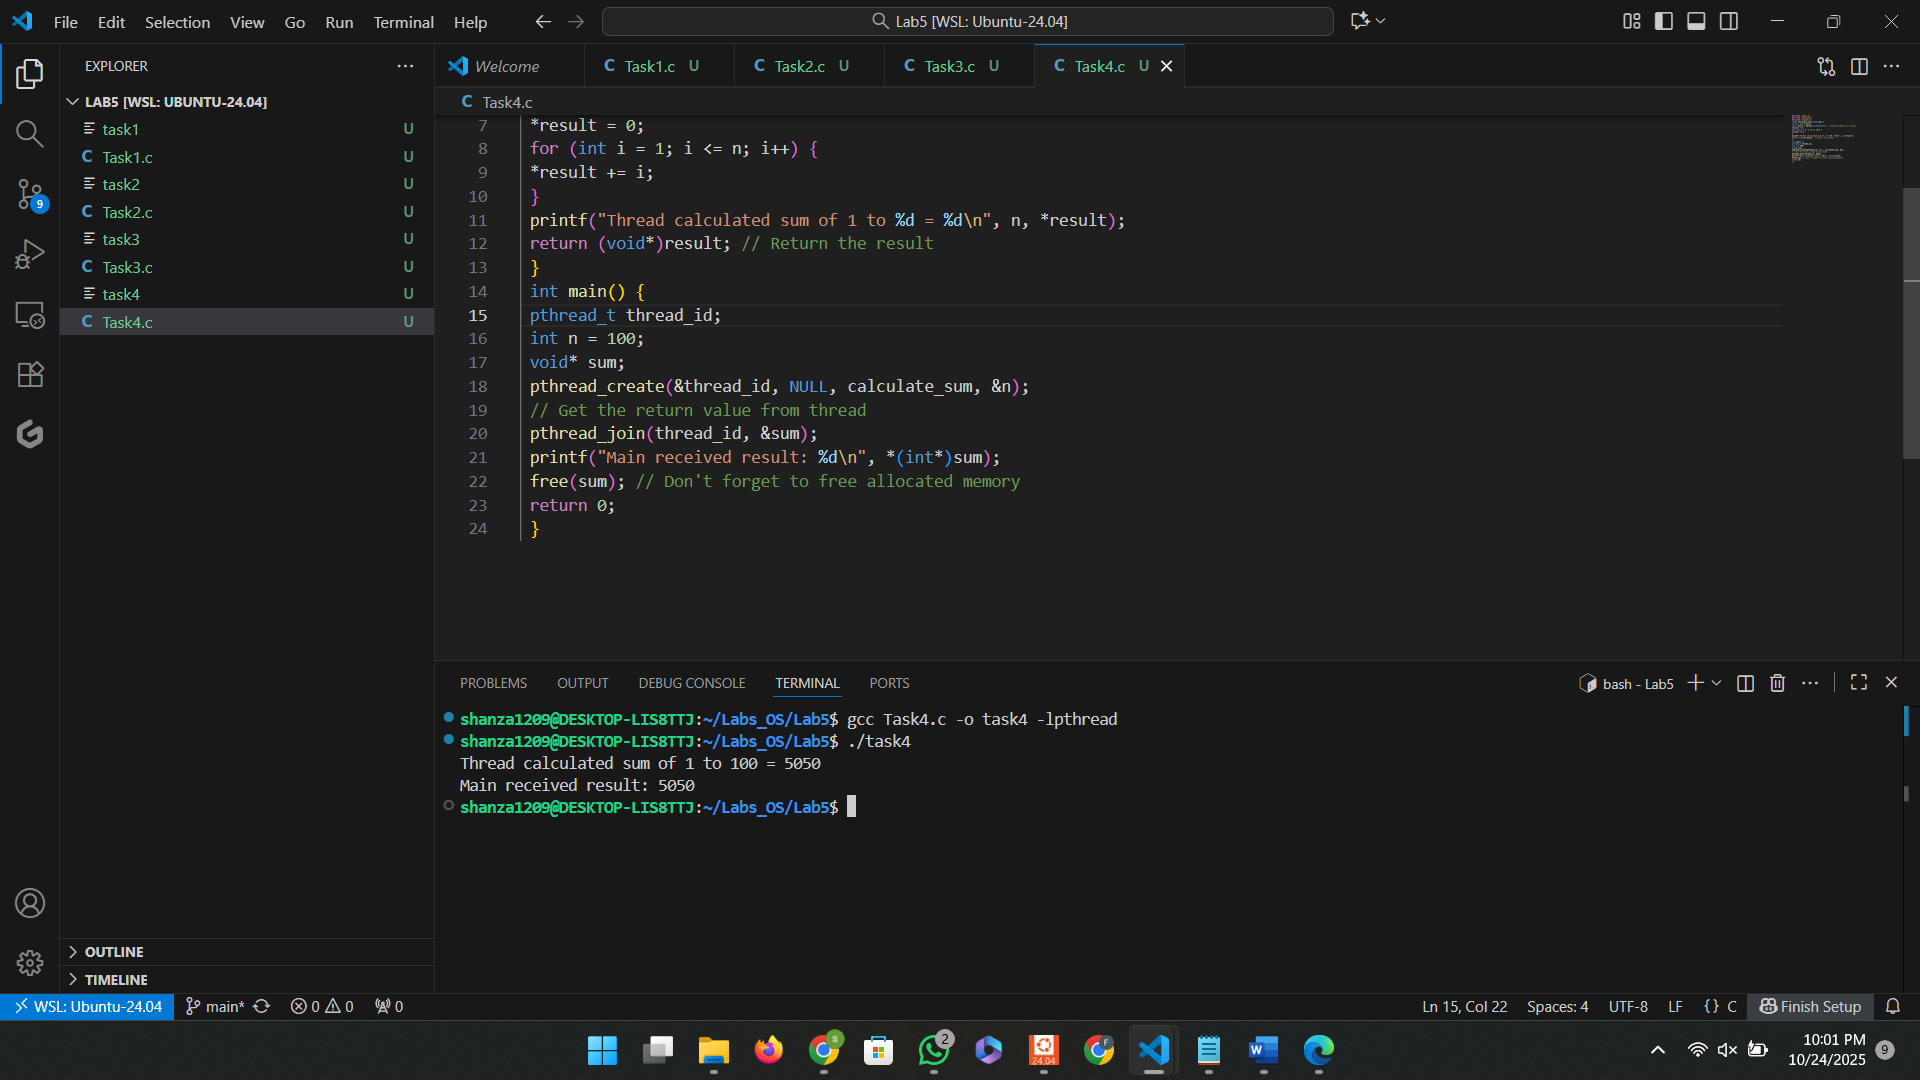 File Edit Selection View Go Run Terminal Help
Lab5 [WSL: Ubuntu-24.04]
EXPLORER
LAB5 [WSL: UBUNTU-24.04]
task1 U
C Task1.c U
task2 U
C Task2.c U
task3 U
C Task3.c U
task4 U
C Task4.c U
9
OUTLINE
TIMELINE
Welcome
C Task1.c U
C Task2.c U
C Task3.c U
C Task4.c U
C Task4.c
7 *result = 0;
8 for (int i = 1; i <= n; i++) {
9 *result += i;
10 }
11 printf("Thread calculated sum of 1 to %d = %d\n", n, *result);
12 return (void*)result; // Return the result
13 }
14 int main() {
15 pthread_t thread_id;
16 int n = 100;
17 void* sum;
18 pthread_create(&thread_id, NULL, calculate_sum, &n);
19 // Get the return value from thread
20 pthread_join(thread_id, &sum);
21 printf("Main received result: %d\n", *(int*)sum);
22 free(sum); // Don't forget to free allocated memory
23 return 0;
24 }
PROBLEMS OUTPUT DEBUG CONSOLE TERMINAL PORTS
bash - Lab5
shanza1209@DESKTOP-LIS8TTJ:~/Labs_OS/Lab5$ gcc Task4.c -o task4 -lpthread
shanza1209@DESKTOP-LIS8TTJ:~/Labs_OS/Lab5$ ./task4
Thread calculated sum of 1 to 100 = 5050
Main received result: 5050
shanza1209@DESKTOP-LIS8TTJ:~/Labs_OS/Lab5$
WSL: Ubuntu-24.04 main* 0 0 0
Ln 15, Col 22 Spaces: 4 UTF-8 LF {} C Finish Setup
S 2 24.04 F W
10:01 PM
10/24/2025 9